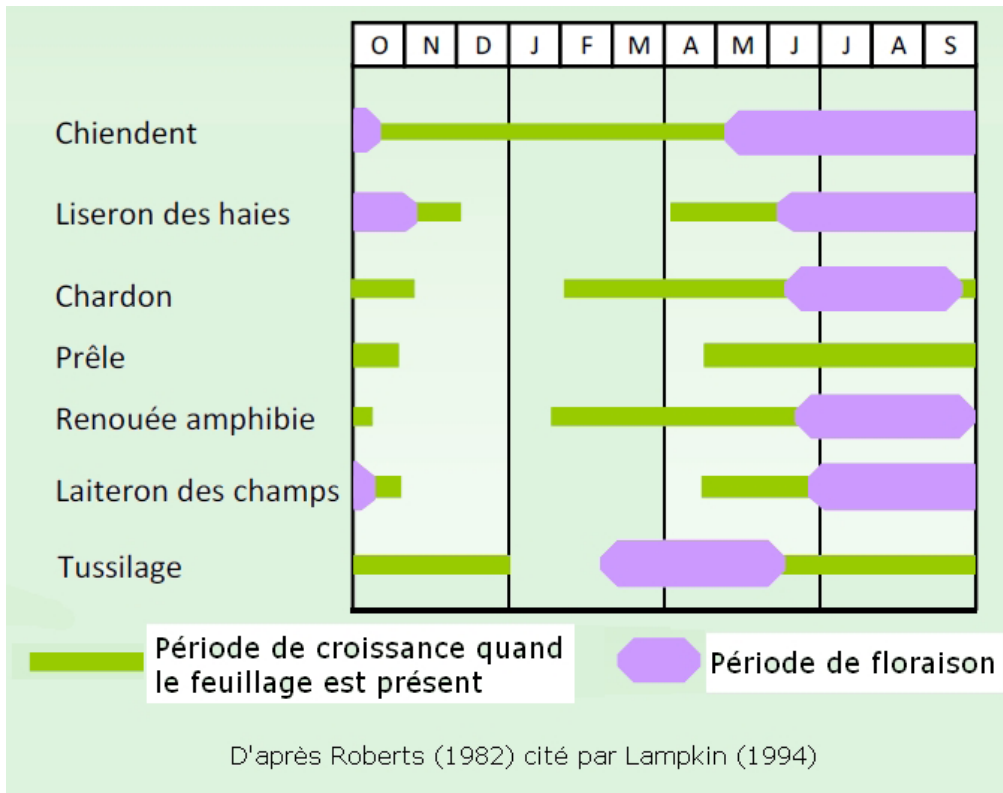 O N D J F M A M J J A S
Chiendent
Liseron des haies
Chardon
Prêle
Renouée amphibie
Laiteron des champs
Tussilage
Période de croissance quand
le feuillage est présent
Période de floraison
D'après Roberts (1982) cité par Lampkin (1994)